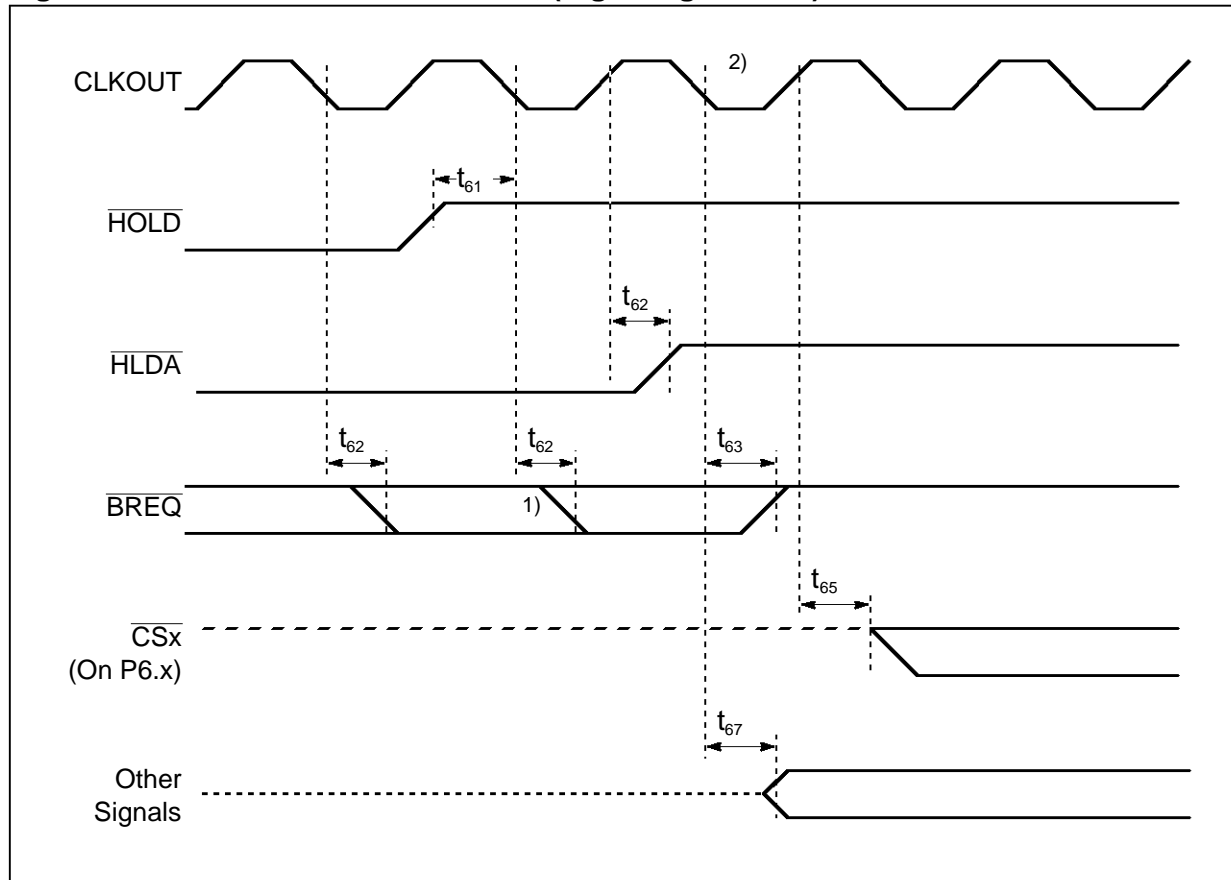 CLKOUT
2)
t61
HOLD
t62
HLDA
t62 t62 t63
BREQ
1)
t65
CSx
(On P6.x)
t67
Other
Signals